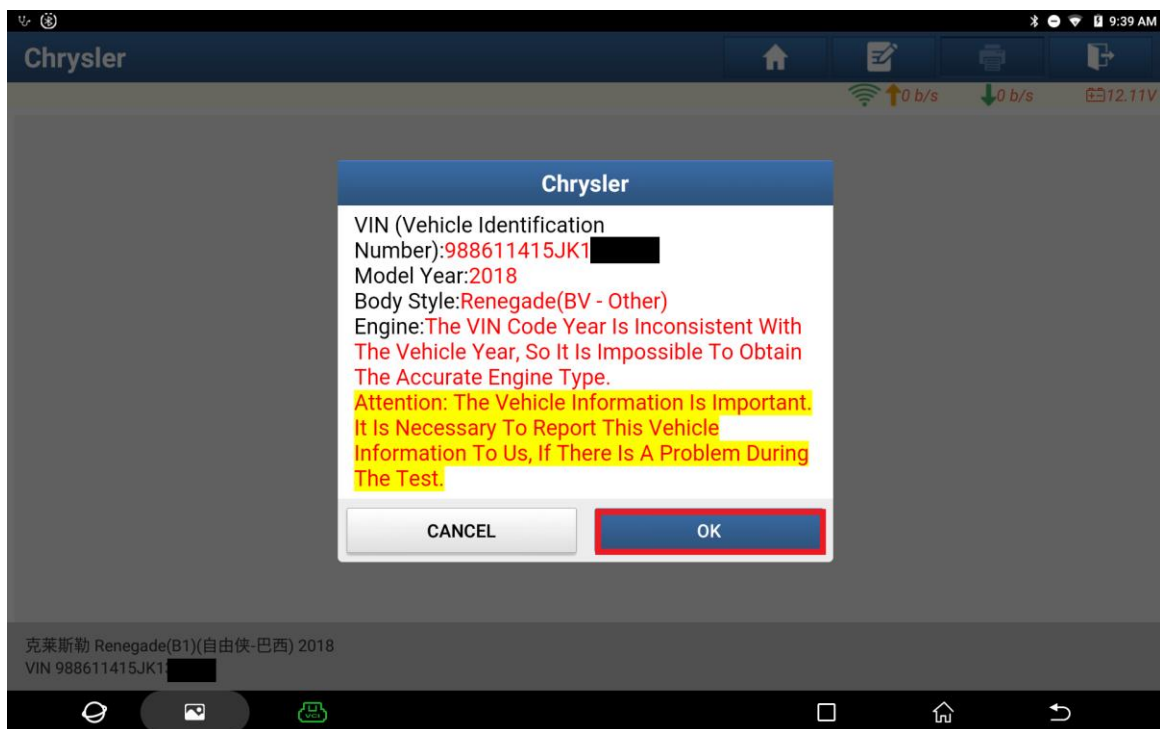 9:39 AM
Chrysler
0 b/s
0 b/s
12.11V
Chrysler
VIN (Vehicle Identification
Number):988611415JK1
Model Year:2018
Body Style:Renegade(BV - Other)
Engine:The VIN Code Year Is Inconsistent With
The Vehicle Year, So It Is Impossible To Obtain
The Accurate Engine Type.
Attention: The Vehicle Information Is Important.
It Is Necessary To Report This Vehicle
Information To Us, If There Is A Problem During
The Test.
CANCEL
OK
克莱斯勒 Renegade(B1)(自由侠-巴西) 2018
VIN 988611415JK1
VCI